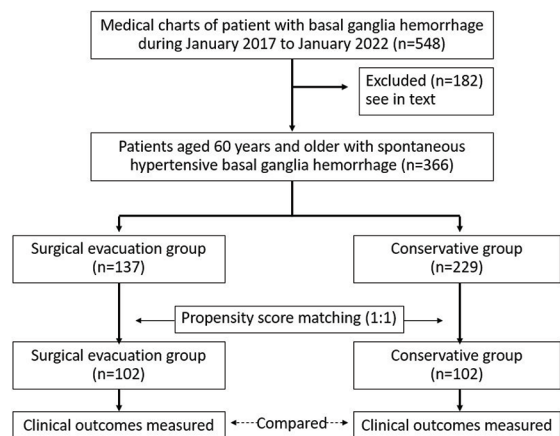 Medical charts of patient with basal ganglia hemorrhage
during January 2017 to January 2022 (n=548)
Excluded (n=182)
see in text
Patients aged 60 years and older with spontaneous
hypertensive basal ganglia hemorrhage (n=366)
Surgical evacuation group
(n=137)
Conservative group
(n=229)
Propensity score matching (1:1)
Surgical evacuation group
(n=102)
Conservative group
(n=102)
Clinical outcomes measured
Compared
Clinical outcomes measured